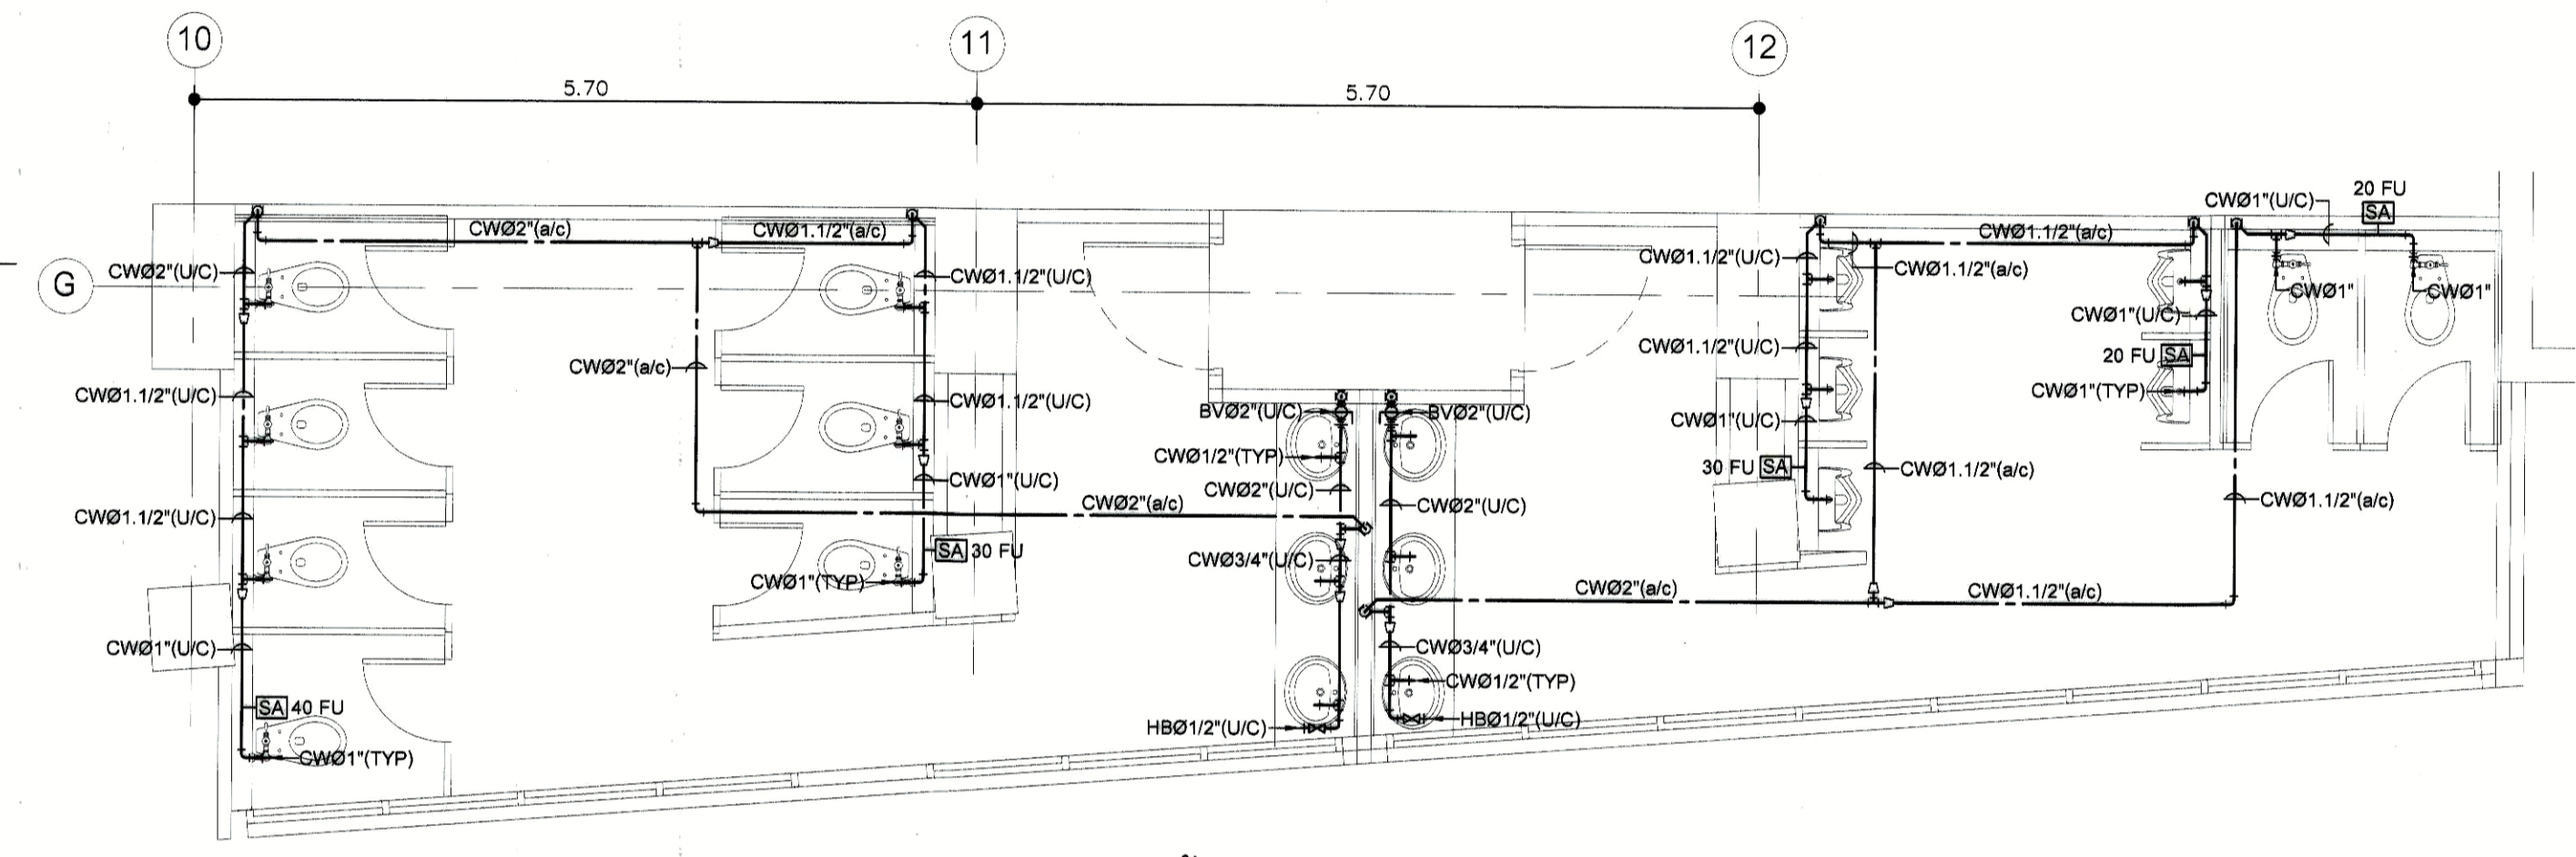 10
11
12
5.70
5.70
G
20 FU
SA
CWØ1"(U/C)
CWØ2"(a/c)
CWØ1.1/2"(a/c)
CWØ1.1/2"(a/c)
CWØ2"(U/C)
CWØ1.1/2"(U/C)
CWØ1.1/2"(U/C)
CWØ1.1/2"(a/c)
CWØ1"
CWØ1"
CWØ1"(U/C)
CWØ2"(a/c)
CWØ1.1/2"(U/C)
20 FU SA
CWØ1.1/2"(U/C)
CWØ1.1/2"(U/C)
CWØ1"(TYP)
BVØ2"(U/C)
BVØ2"(U/C)
CWØ1"(U/C)
CWØ1/2"(TYP)
30 FU SA
CWØ1.1/2"(a/c)
CWØ1"(U/C)
CWØ2"(U/C)
CWØ2"(a/c)
CWØ2"(U/C)
CWØ1.1/2"(a/c)
CWØ1.1/2"(U/C)
SA 30 FU
CWØ3/4"(U/C)
CWØ1"(TYP)
CWØ2"(a/c)
CWØ1.1/2"(a/c)
CWØ1"(U/C)
CWØ3/4"(U/C)
CWØ1/2"(TYP)
SA 40 FU
HBØ1/2"(U/C)
HBØ1/2"(U/C)
CWØ1"(TYP)